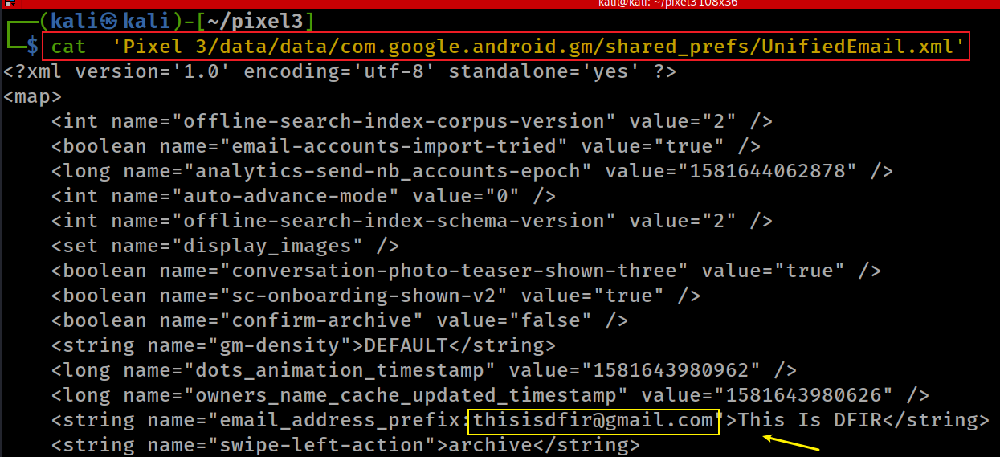 kali@kali: ~/pixel3 108x36
┌──(kali㉿kali)-[~/pixel3]
└─$ cat  'Pixel 3/data/data/com.google.android.gm/shared_prefs/UnifiedEmail.xml'
<?xml version='1.0' encoding='utf-8' standalone='yes' ?>
<map>
    <int name="offline-search-index-corpus-version" value="2" />
    <boolean name="email-accounts-import-tried" value="true" />
    <long name="analytics-send-nb_accounts-epoch" value="1581644062878" />
    <int name="auto-advance-mode" value="0" />
    <int name="offline-search-index-schema-version" value="2" />
    <set name="display_images" />
    <boolean name="conversation-photo-teaser-shown-three" value="true" />
    <boolean name="sc-onboarding-shown-v2" value="true" />
    <boolean name="confirm-archive" value="false" />
    <string name="gm-density">DEFAULT</string>
    <long name="dots_animation_timestamp" value="1581643980962" />
    <long name="owners_name_cache_updated_timestamp" value="1581643980626" />
    <string name="email_address_prefix:thisisdfir@gmail.com">This Is DFIR</string>
    <string name="swipe-left-action">archive</string>